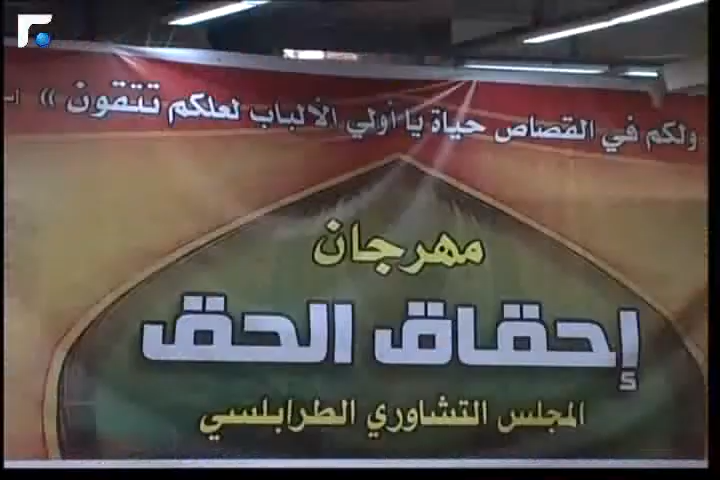 ولكم في القصاص حياة يا أولي الألباب لعلكم تتقون »
مهرجان
إحقاق الحق
المجلس التشاوري الطرابلسي